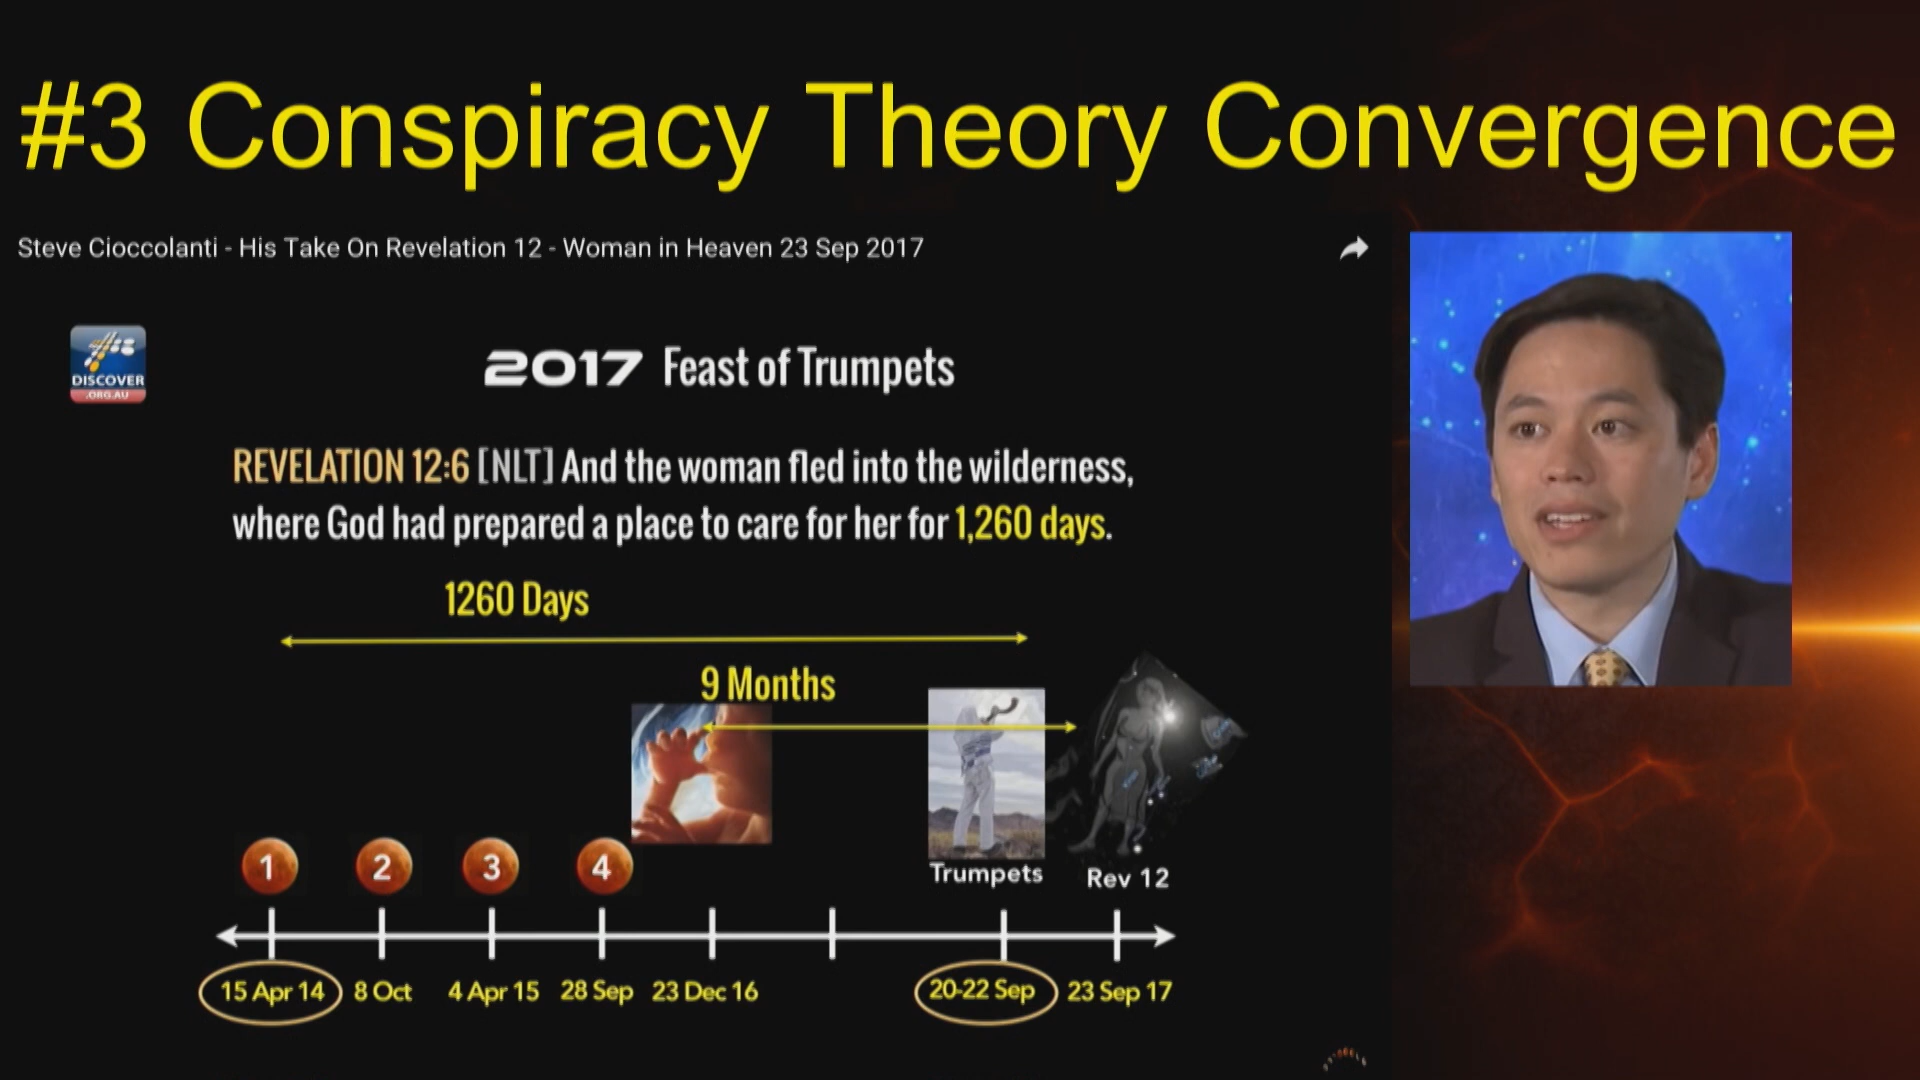 #3 Conspiracy Theory Convergence
Steve Cioccolanti - His Take On Revelation 12 - Woman in Heaven 23 Sep 2017
DISCOVER
.ORG.AU
2017 Feast of Trumpets
REVELATION 12:6 [NLT] And the woman fled into the wilderness,
where God had prepared a place to care for her for 1,260 days.
1260 Days
9 Months
1 2 3 4
Trumpets Rev 12
15 Apr 14 8 Oct 4 Apr 15 28 Sep 23 Dec 16 20-22 Sep 23 Sep 17